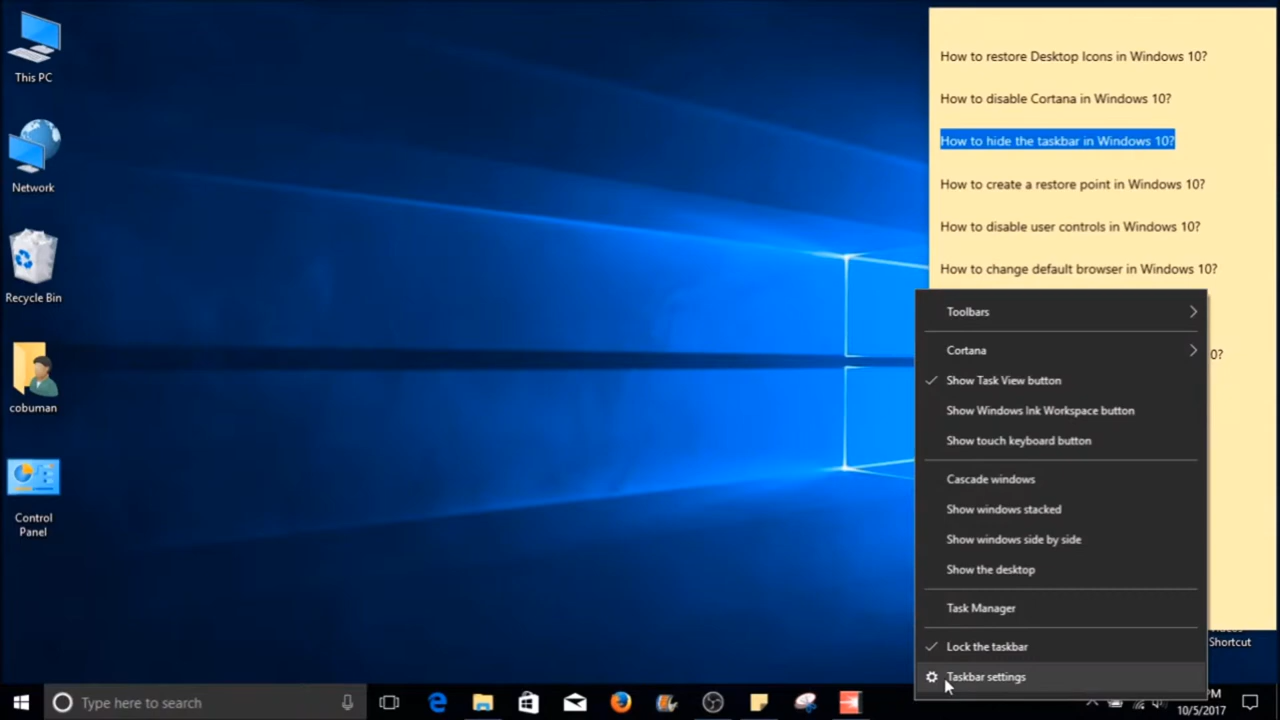 This PC
Network
Recycle Bin
cobuman
Control
Panel
How to restore Desktop Icons in Windows 10?
How to disable Cortana in Windows 10?
How to hide the taskbar in Windows 10?
How to create a restore point in Windows 10?
How to disable user controls in Windows 10?
How to change default browser in Windows 10?
0?
Toolbars
Cortana
Show Task View button
Show Windows Ink Workspace button
Show touch keyboard button
Cascade windows
Show windows stacked
Show windows side by side
Show the desktop
Task Manager
Lock the taskbar
Taskbar settings
Shortcut
Type here to search
PM
10/5/2017